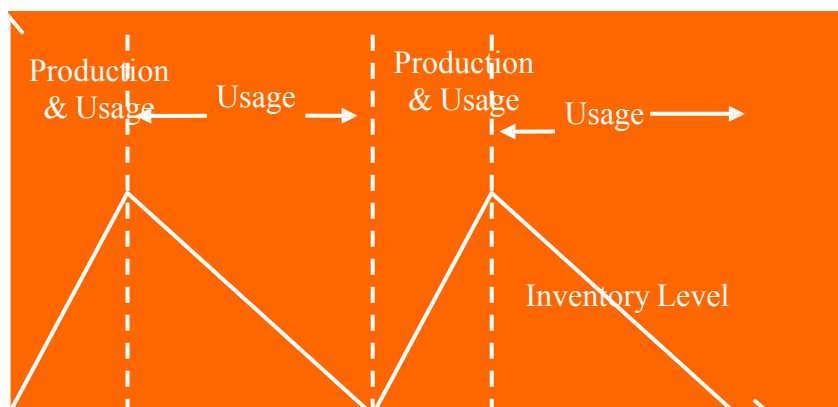 Production
& Usage
Usage
Production
& Usage
Usage
Inventory Level